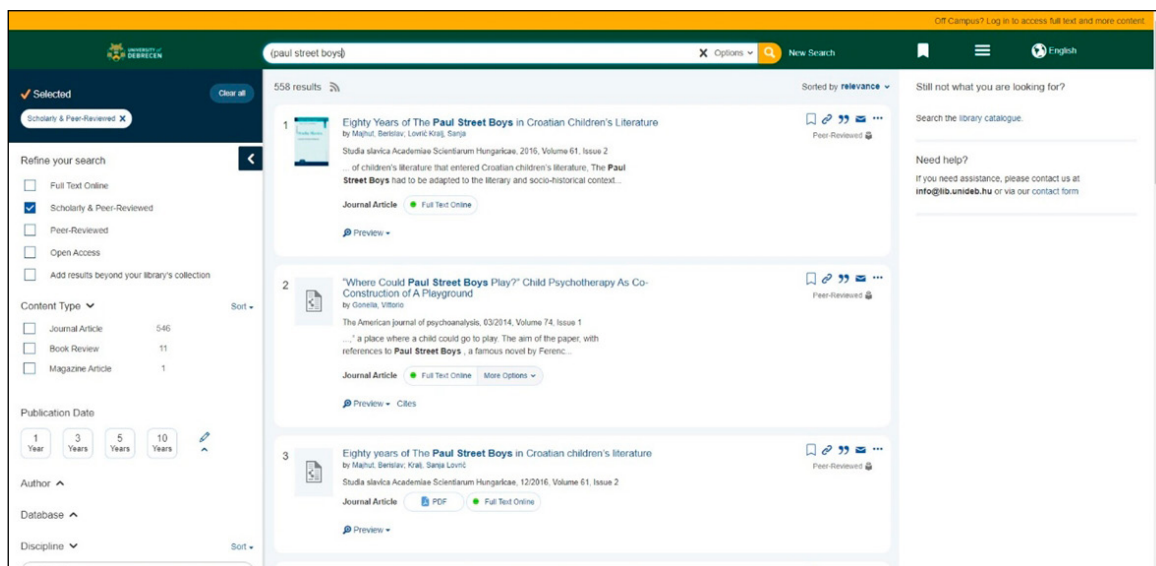 Off Campus? Log in to access full text and more content.
UNIVERSITY of
DEBRECEN
(paul street boys)
X Options
New Search
English
Selected
Clear all
Scholarly & Peer-Reviewed X
Refine your search
Full Text Online
Scholarly & Peer-Reviewed
Peer-Reviewed
Open Access
Add results beyond your library's collection
Content Type
Sort
Journal Article 546
Book Review 11
Magazine Article 1
Publication Date
1 Year
3 Years
5 Years
10 Years
Author
Database
Discipline
Sort
558 results
Sorted by relevance
1
Eighty Years of The Paul Street Boys in Croatian Children's Literature
by Majhut, Berislav; Lovrić Kralj, Sanja
Peer-Reviewed
Studia slavica Academiae Scientiarum Hungaricae, 2016, Volume 61, Issue 2
... of children's literature that entered Croatian children's literature, The Paul
Street Boys had to be adapted to the literary and socio-historical context...
Journal Article Full Text Online
Preview
2
"Where Could Paul Street Boys Play?" Child Psychotherapy As Co-
Construction of A Playground
by Gonella, Vittorio
Peer-Reviewed
The American journal of psychoanalysis, 03/2014, Volume 74, Issue 1
...," a place where a child could go to play. The aim of the paper, with
references to Paul Street Boys , a famous novel by Ferenc...
Journal Article Full Text Online More Options
Preview Cites
3
Eighty years of The Paul Street Boys in Croatian children's literature
by Majhut, Berislav; Kralj, Sanja Lovrić
Peer-Reviewed
Studia slavica Academiae Scientiarum Hungaricae, 12/2016, Volume 61, Issue 2
Journal Article PDF Full Text Online
Preview
Still not what you are looking for?
Search the library catalogue.
Need help?
If you need assistance, please contact us at
info@lib.unideb.hu or via our contact form